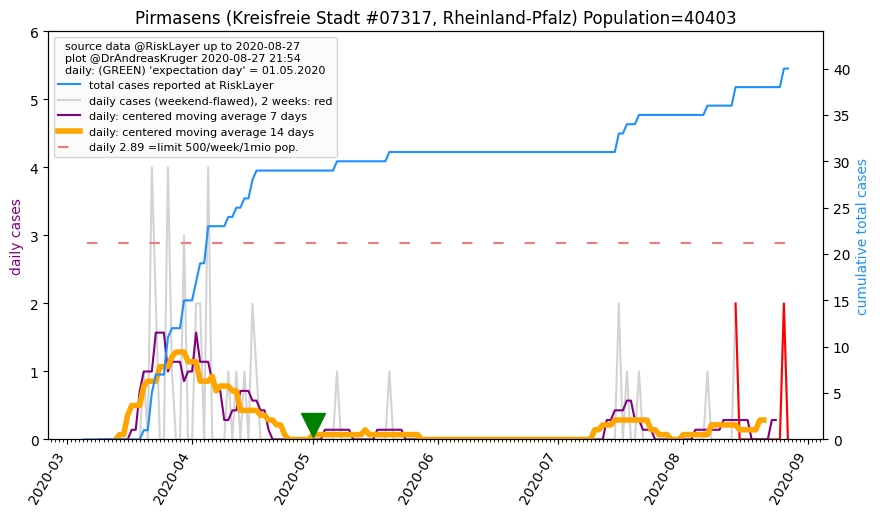 Pirmasens (Kreisfreie Stadt #07317, Rheinland-Pfalz) Population=40403
source data @RiskLayer up to 2020-08-27
plot @DrAndreasKruger 2020-08-27 21:54
daily: (GREEN) 'expectation day' = 01.05.2020
total cases reported at RiskLayer
daily cases (weekend-flawed), 2 weeks: red
daily: centered moving average 7 days
daily: centered moving average 14 days
daily 2.89 =limit 500/week/1mio pop.
daily cases
6
5
4
3
2
1
0
cumulative total cases
40
35
30
25
20
15
10
5
0
2020-03
2020-04
2020-05
2020-06
2020-07
2020-08
2020-09